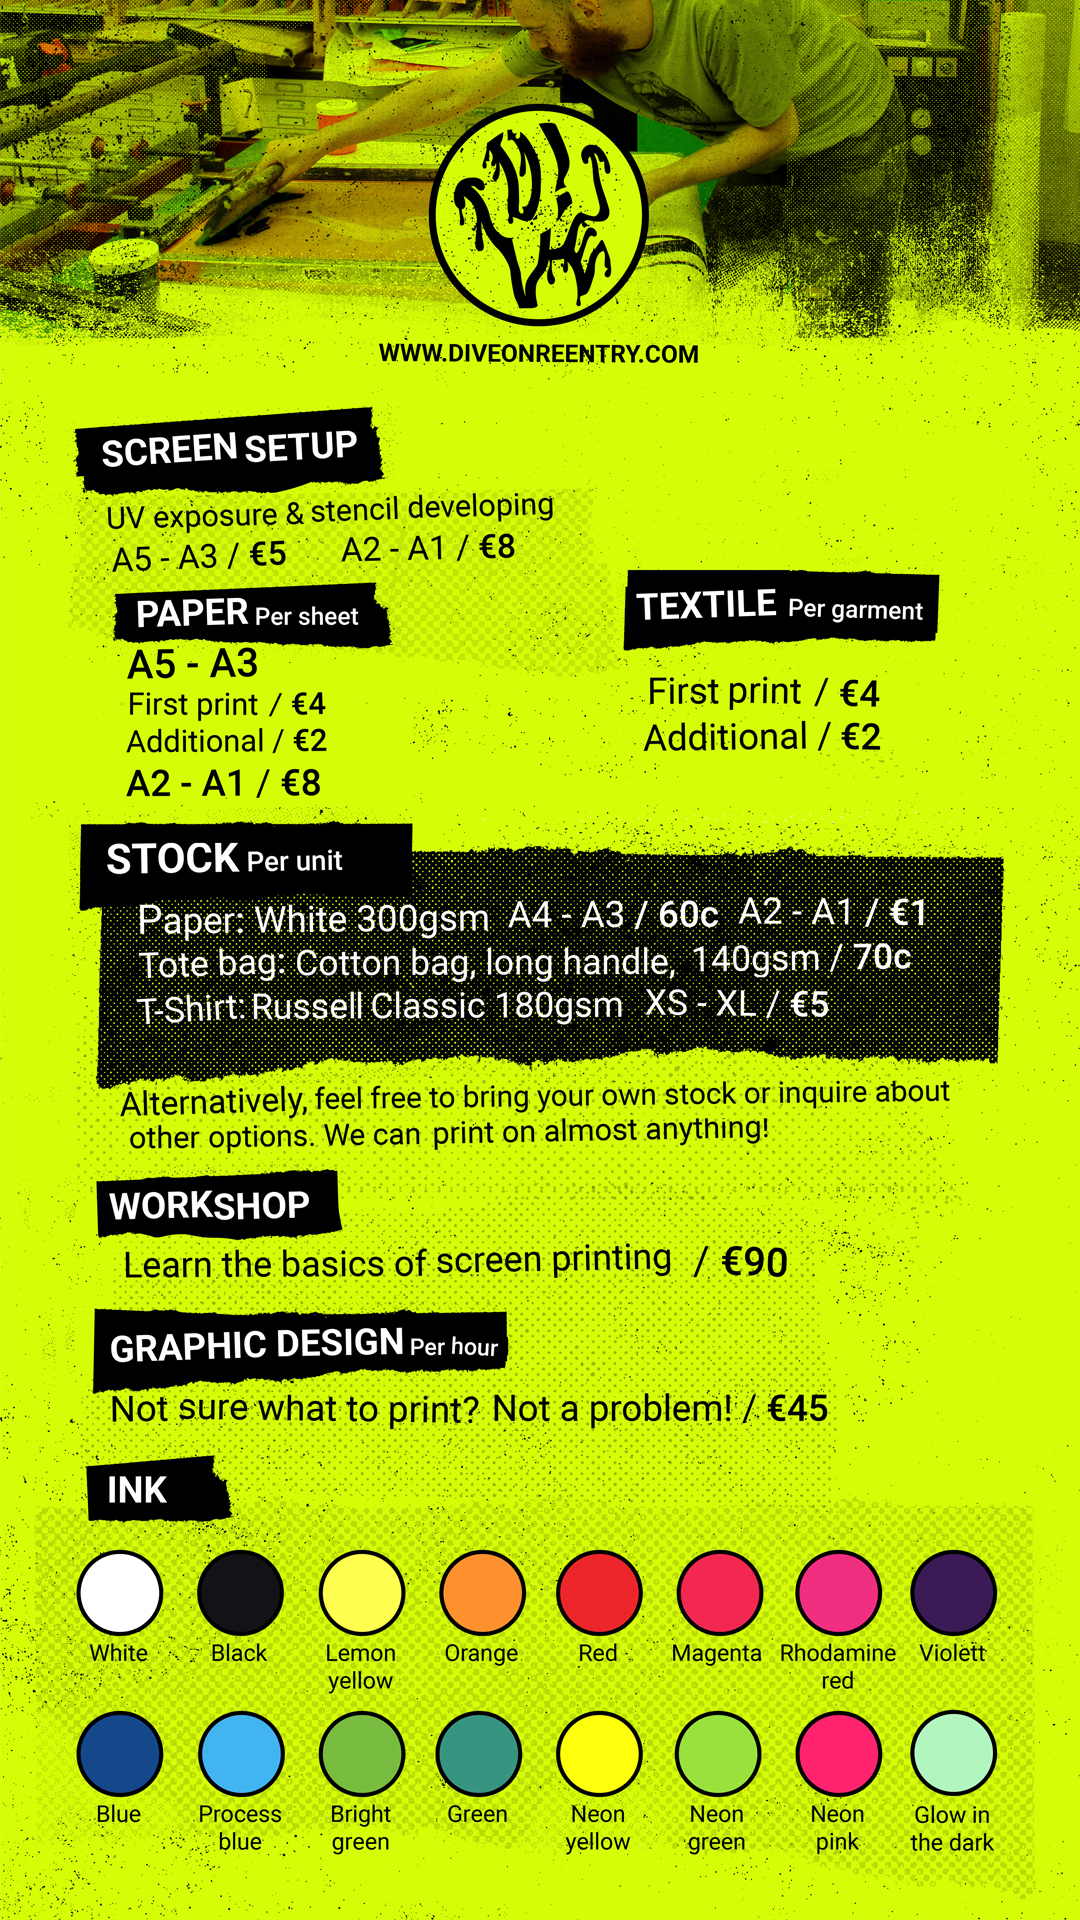 D!VE
WWW.DIVEONREENTRY.COM
SCREEN SETUP
UV exposure & stencil developing
A5 - A3 / €5 A2 - A1 / €8
PAPER Per sheet
A5 - A3
First print / €4
Additional / €2
A2 - A1 / €8
TEXTILE Per garment
First print / €4
Additional / €2
STOCK Per unit
Paper: White 300gsm A4 - A3 / 60c A2 - A1 / €1
Tote bag: Cotton bag, long handle, 140gsm / 70c
T-Shirt: Russell Classic 180gsm XS - XL / €5
Alternatively, feel free to bring your own stock or inquire about
other options. We can print on almost anything!
WORKSHOP
Learn the basics of screen printing / €90
GRAPHIC DESIGN Per hour
Not sure what to print? Not a problem! / €45
INK
White Black Lemon yellow Orange Red Magenta Rhodamine red Violett
Blue Process blue Bright green Green Neon yellow Neon green Neon pink Glow in the dark